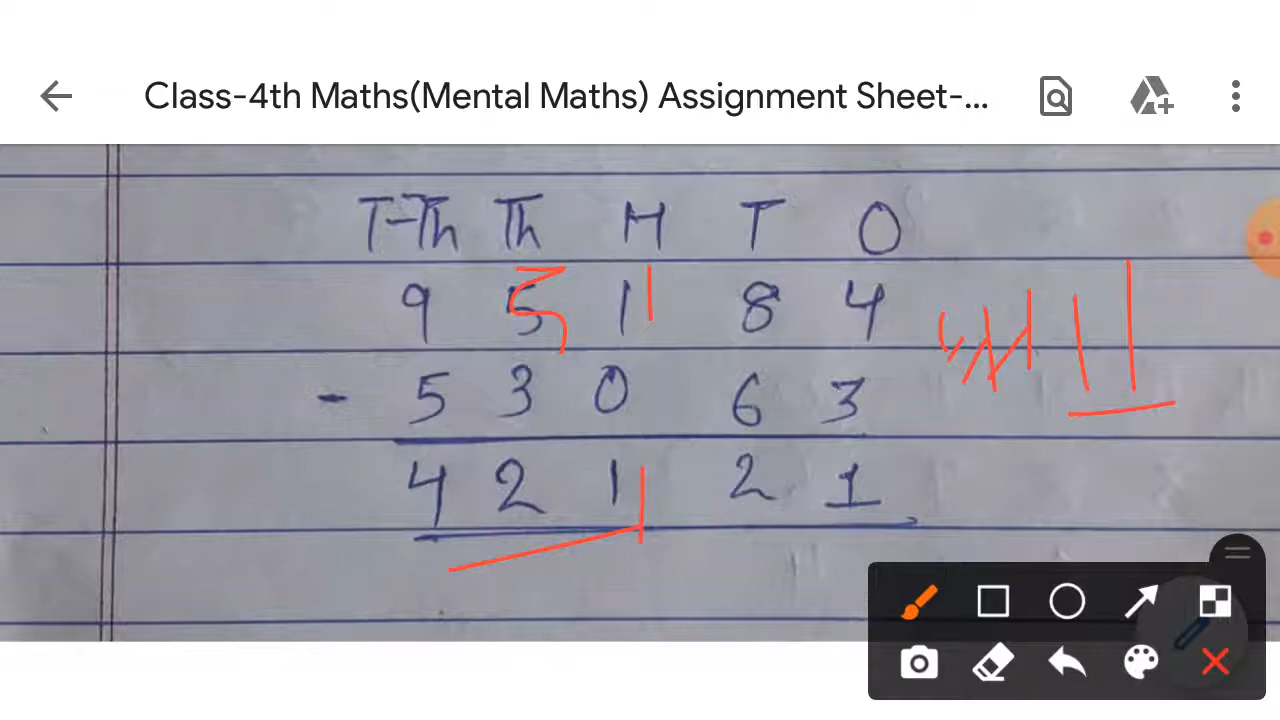 Class-4th Maths(Mental Maths) Assignment Sheet-...
T-Th Th H T O
9 5 1 8 4
- 5 3 0 6 3
4 2 1 2 1